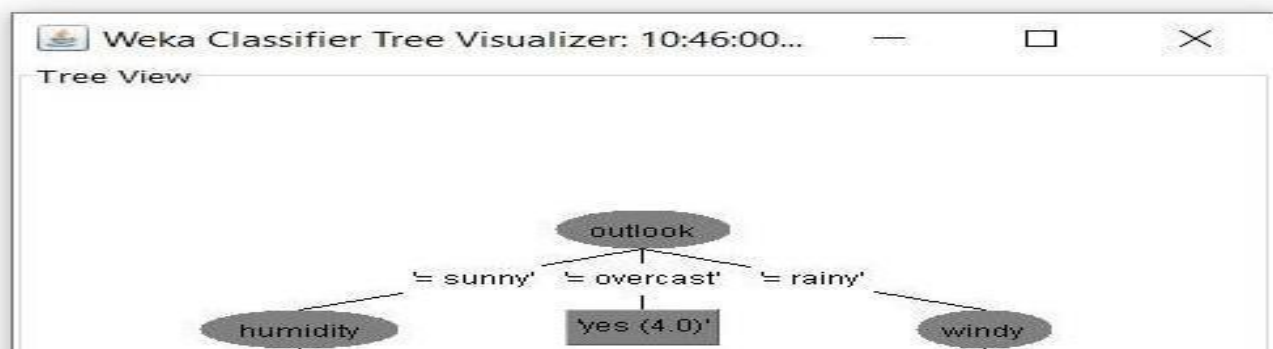 Weka Classifier Tree Visualizer: 10:46:00...
Tree View
outlook
'= sunny' '= overcast' '= rainy'
humidity 'yes (4.0)' windy